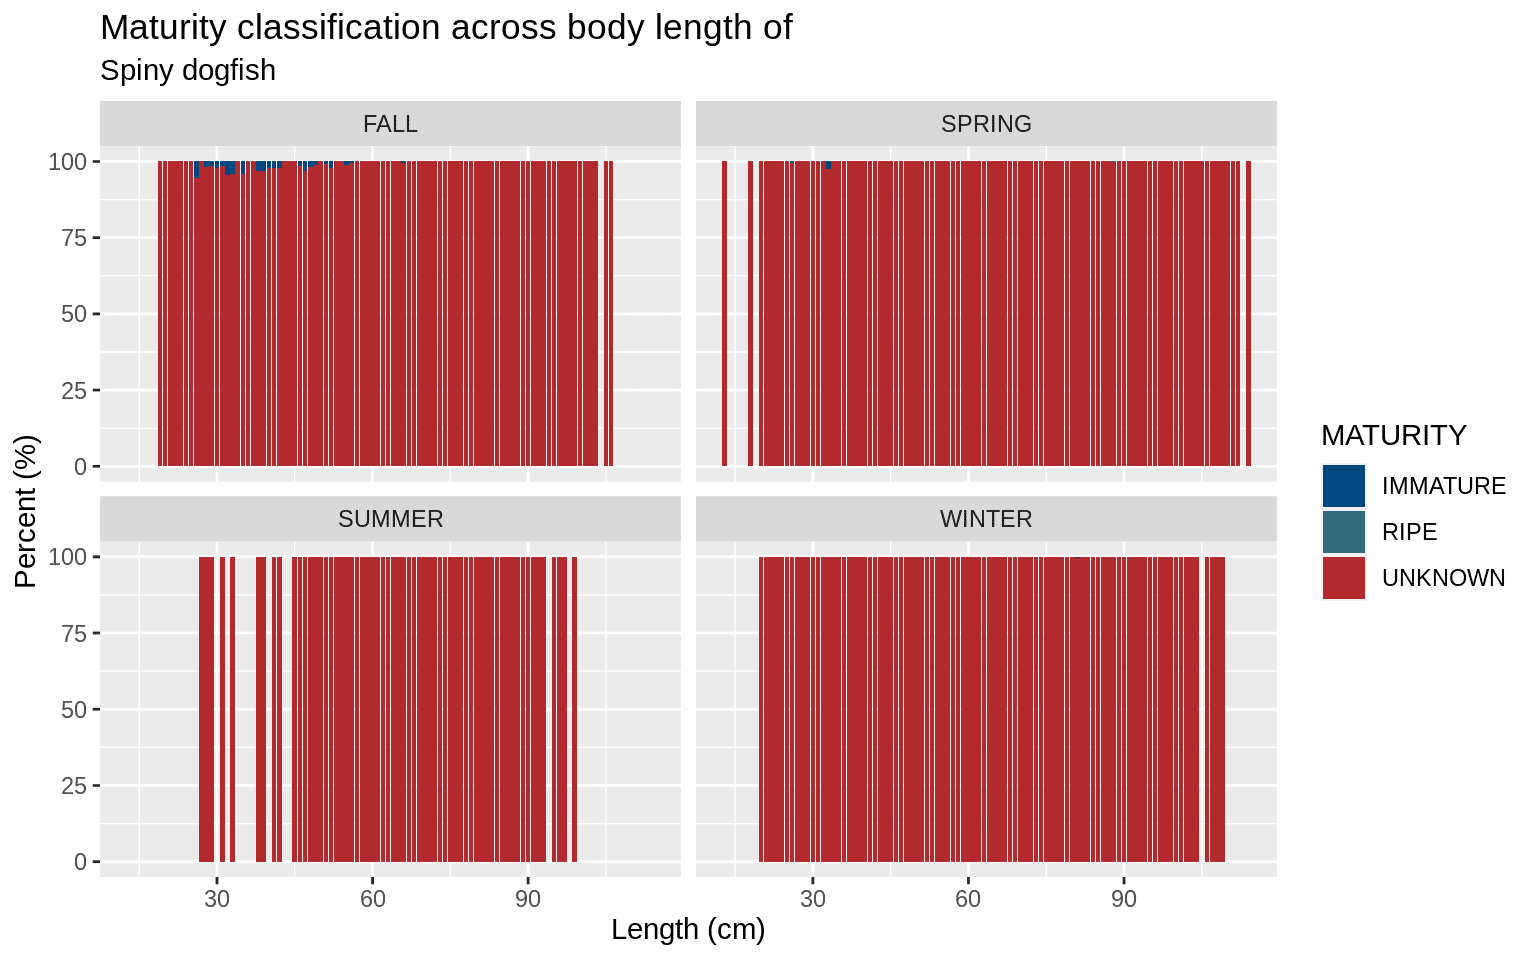 Maturity classification across body length of
Spiny dogfish
FALL
SPRING
100
75
50
25
0
SUMMER
WINTER
100
75
50
25
0
30
60
90
30
60
90
Length (cm)
Percent (%)
MATURITY
IMMATURE
RIPE
UNKNOWN